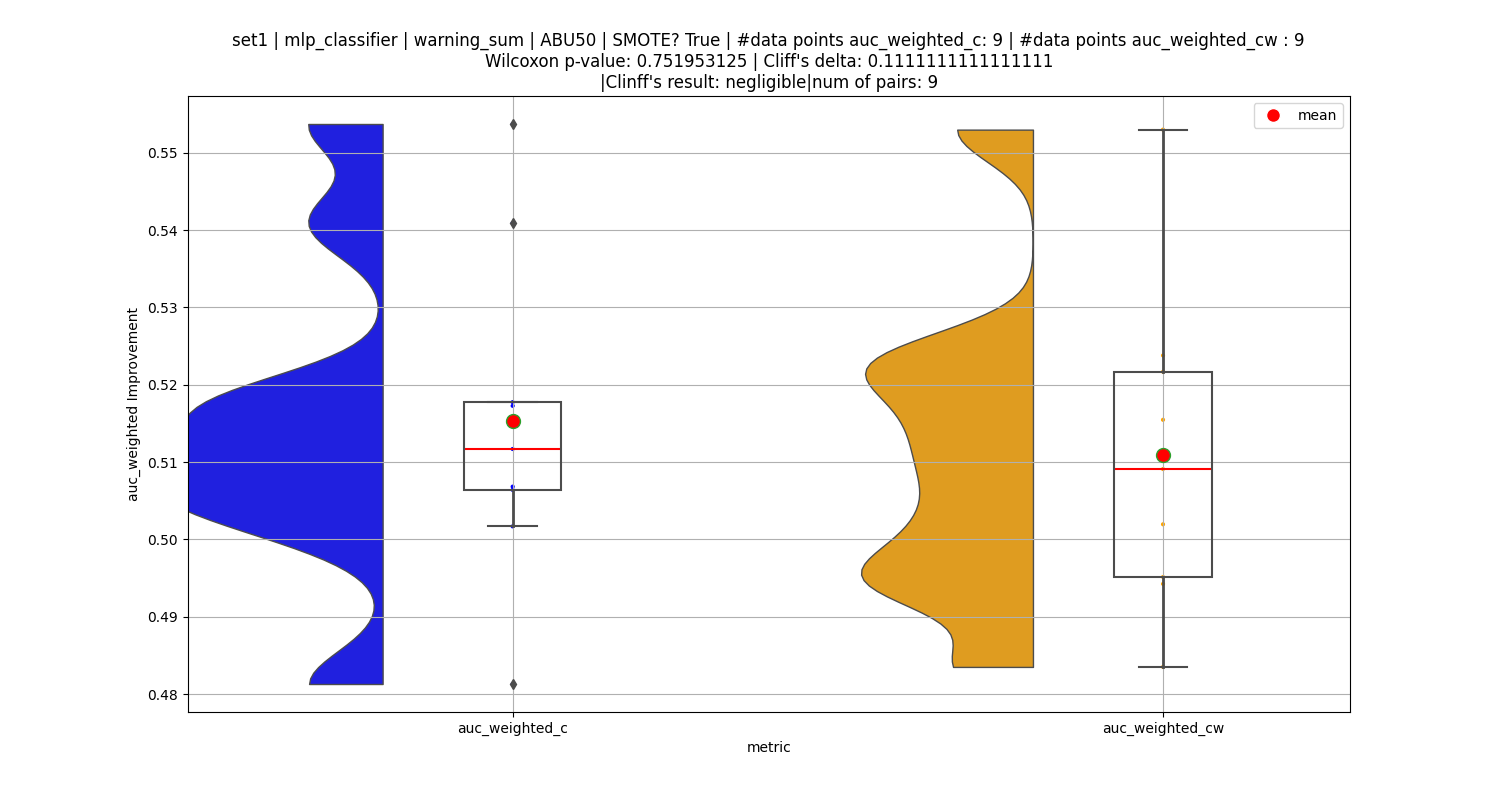 set1 | mlp_classifier | warning_sum | ABU50 | SMOTE? True | #data points auc_weighted_c: 9 | #data points auc_weighted_cw : 9
Wilcoxon p-value: 0.751953125 | Cliff's delta: 0.1111111111111111
|Clinff's result: negligible|num of pairs: 9
mean
0.55
0.54
0.53
0.52
0.51
0.50
0.49
0.48
auc_weighted Improvement
auc_weighted_c
auc_weighted_cw
metric